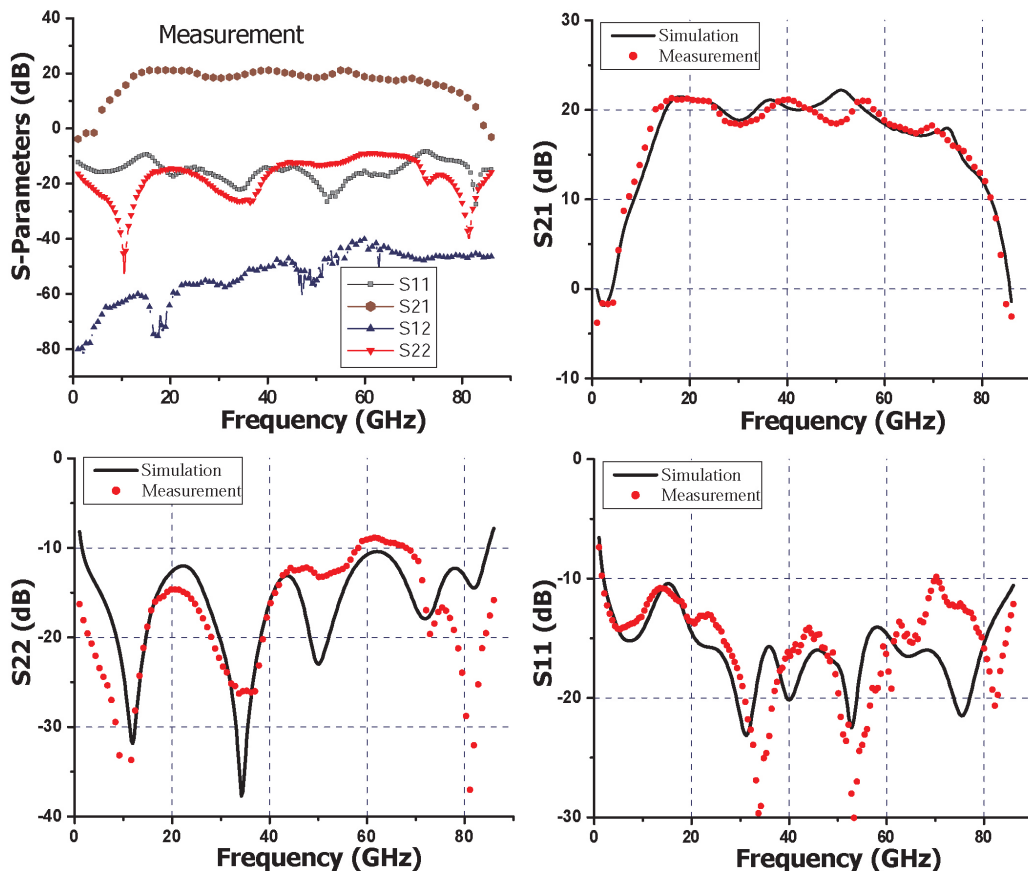 Measurement
S-Parameters (dB)
40
20
0
-20
-40
-60
-80
S11
S21
S12
S22
0 20 40 60 80
Frequency (GHz)
Simulation
Measurement
S21 (dB)
30
20
10
0
-10
0 20 40 60 80
Frequency (GHz)
Simulation
Measurement
S22 (dB)
0
-10
-20
-30
-40
0 20 40 60 80
Frequency (GHz)
Simulation
Measurement
S11 (dB)
0
-10
-20
-30
0 20 40 60 80
Frequency (GHz)